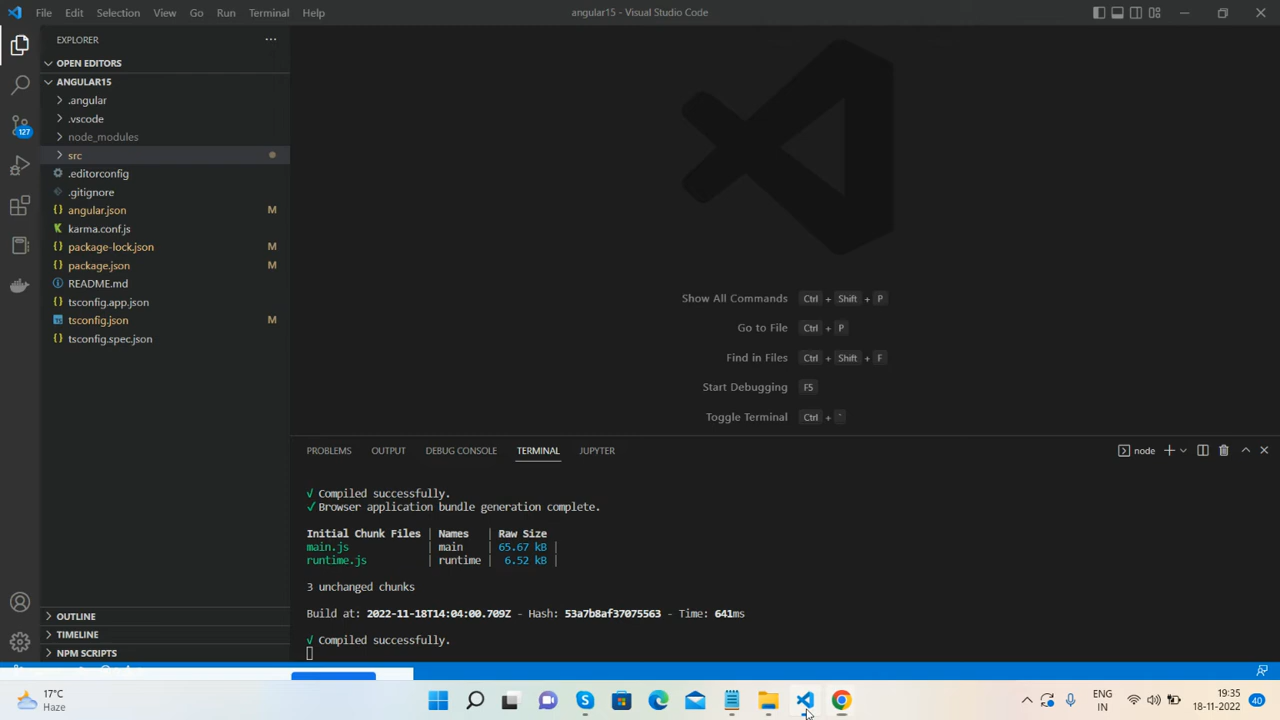 File Edit Selection View Go Run Terminal Help
angular15 - Visual Studio Code
EXPLORER
OPEN EDITORS
ANGULAR15
.angular
.vscode
node_modules
127
src
.editorconfig
.gitignore
angular.json M
karma.conf.js
package-lock.json M
package.json M
README.md
tsconfig.app.json
tsconfig.json M
tsconfig.spec.json
Show All Commands Ctrl + Shift + P
Go to File Ctrl + P
Find in Files Ctrl + Shift + F
Start Debugging F5
Toggle Terminal Ctrl + `
PROBLEMS OUTPUT DEBUG CONSOLE TERMINAL JUPYTER
node
√ Compiled successfully.
√ Browser application bundle generation complete.
Initial Chunk Files | Names | Raw Size
main.js | main | 65.67 kB |
runtime.js | runtime | 6.52 kB |
3 unchanged chunks
Build at: 2022-11-18T14:04:00.709Z - Hash: 53a7b8af37075563 - Time: 641ms
√ Compiled successfully.
OUTLINE
TIMELINE
NPM SCRIPTS
17°C
Haze
ENG
IN
19:35
18-11-2022
40